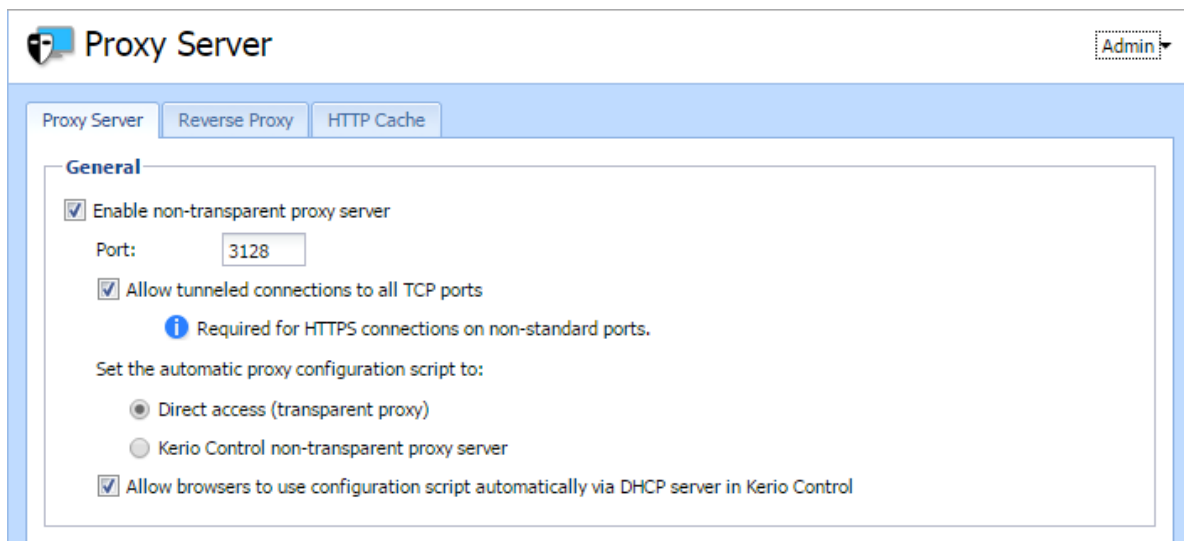 Proxy Server
Admin
Proxy Server
Reverse Proxy
HTTP Cache
General
Enable non-transparent proxy server
Port: 3128
Allow tunneled connections to all TCP ports
Required for HTTPS connections on non-standard ports.
Set the automatic proxy configuration script to:
Direct access (transparent proxy)
Kerio Control non-transparent proxy server
Allow browsers to use configuration script automatically via DHCP server in Kerio Control